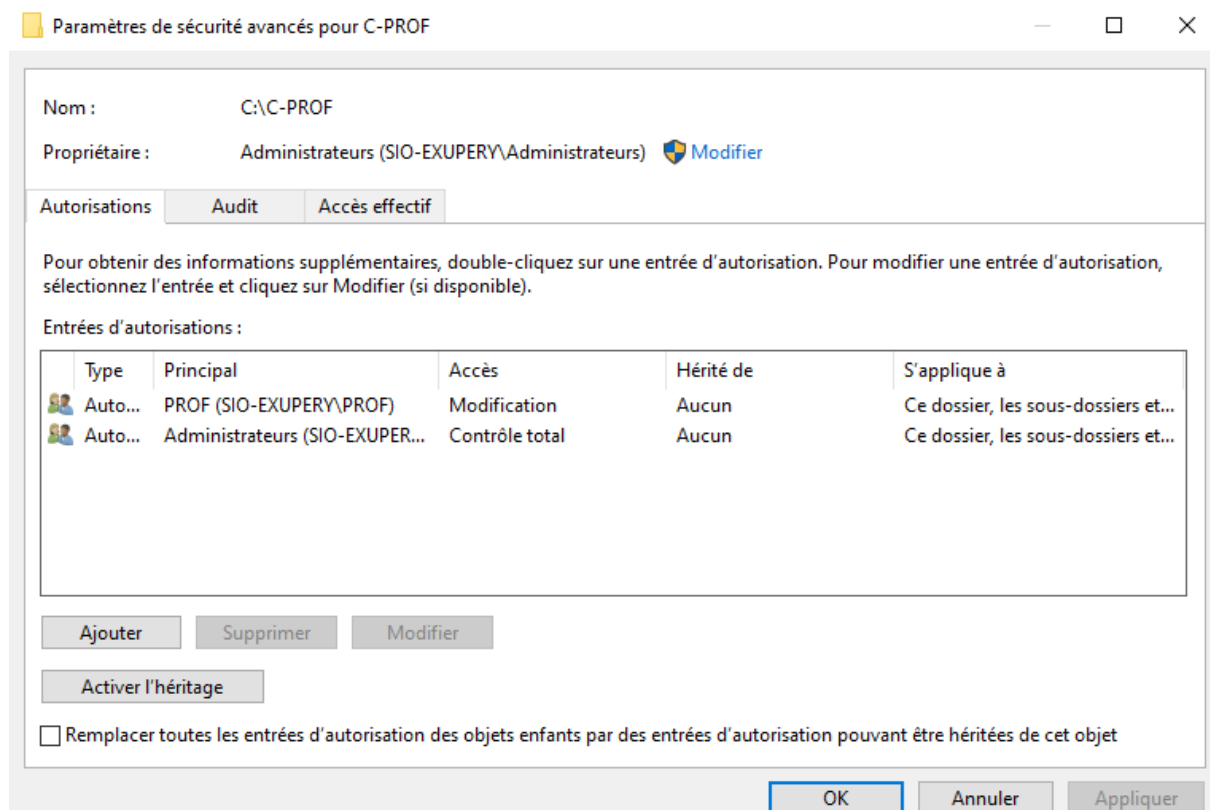 Paramètres de sécurité avancés pour C-PROF
Nom : C:\C-PROF
Propriétaire : Administrateurs (SIO-EXUPERY\Administrateurs) Modifier
Autorisations Audit Accès effectif
Pour obtenir des informations supplémentaires, double-cliquez sur une entrée d'autorisation. Pour modifier une entrée d'autorisation,
sélectionnez l'entrée et cliquez sur Modifier (si disponible).
Entrées d'autorisations :
Type Principal Accès Hérité de S'applique à
Auto... PROF (SIO-EXUPERY\PROF) Modification Aucun Ce dossier, les sous-dossiers et...
Auto... Administrateurs (SIO-EXUPER... Contrôle total Aucun Ce dossier, les sous-dossiers et...
Ajouter Supprimer Modifier
Activer l'héritage
Remplacer toutes les entrées d'autorisation des objets enfants par des entrées d'autorisation pouvant être héritées de cet objet
OK Annuler Appliquer